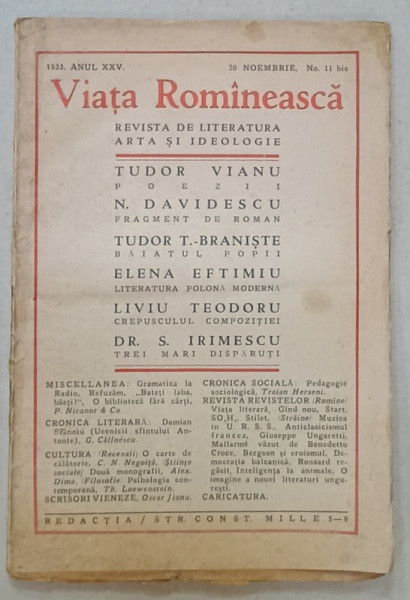 1933, ANUL XXV.
30 NOEMBRIE, No. 11 bis
Viața Romînească
REVISTA DE LITERATURA
ARTA ȘI IDEOLOGIE
TUDOR VIANU
POEZII
N. DAVIDESCU
FRAGMENT DE ROMAN
TUDOR T.-BRANIȘTE
BAIATUL POPII
ELENA EFTIMIU
LITERATURA POLONĂ MODERNĂ
LIVIU TEODORU
CREPUSCULUL COMPOZIȚIEI
DR. S. IRIMESCU
TREI MARI DISPĂRUȚI
MISCELLANEA: Gramatica la
Radio, Refuzăm, „Bateți laba,
băeți!", O bibliotecă fără cărți,
P. Nicanor & Co.
CRONICA LITERARĂ: Damian
Stănoiu (Ucenicii sfîntului An-
tonie), G. Călinescu.
CULTURA (Recenzii) O carte de
călătorie, C. N. Negoiță, (Științe
sociale) Două monografii, Alex.
Dima, (Filosofie) Psihologia con-
temporană, Th. Loewenstein.
SCRISORI VIENEZE, Oscar Jianu.
CRONICA SOCIALĂ: Pedagogie
sociologică, Traian Herseni.
REVISTA REVISTELOR (Romîne)
Viața literară, Gînd nou, Start,
SO₄H₂, Stilet, (Străine) Muzica
in U. R. S. S., Anticlasicismul
francez, Giuseppe Ungaretti,
Mallarmé văzut de Benedetto
Croce, Bergson și eroismul, De-
mocrația balcanică, Ronsard re-
găsit, Inteligența la animale, O
imagine a nouei literaturi ungu-
rești.
CARICATURA.
REDACȚIA / STR. CONST. MILLE 5—9